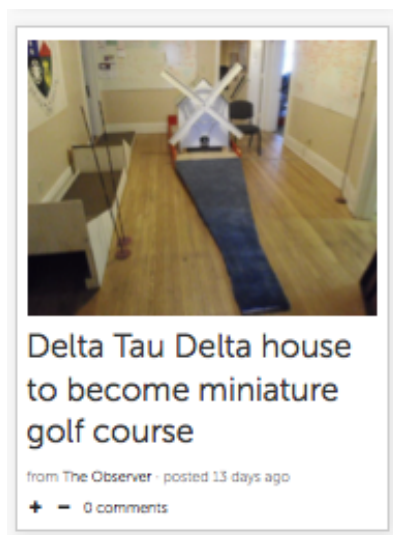 Delta Tau Delta house
to become miniature
golf course
from The Observer · posted 13 days ago
+ − 0 comments